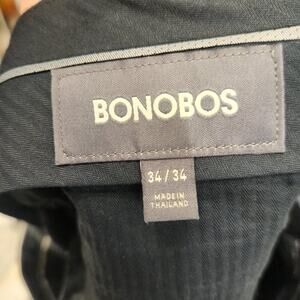 BONOBOS
34/34
MADE IN
THAILAND